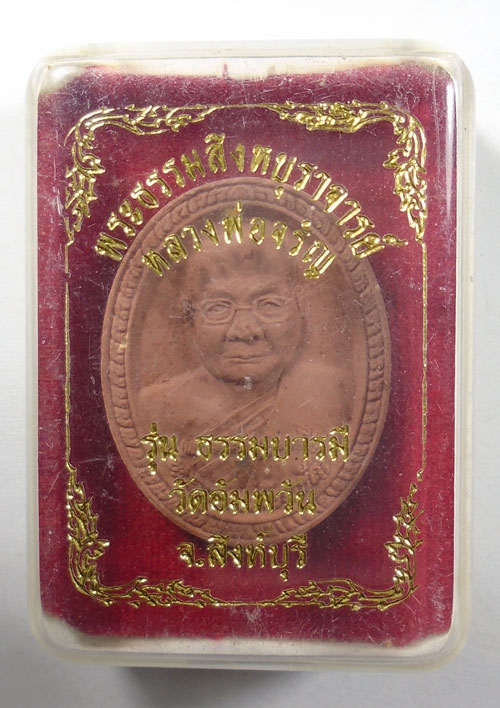 พระธรรมสิงหบุราจารย์
หลวงพ่อจรัญ
รุ่น ธรรมบารมี
วัดอัมพวัน
จ.สิงห์บุรี